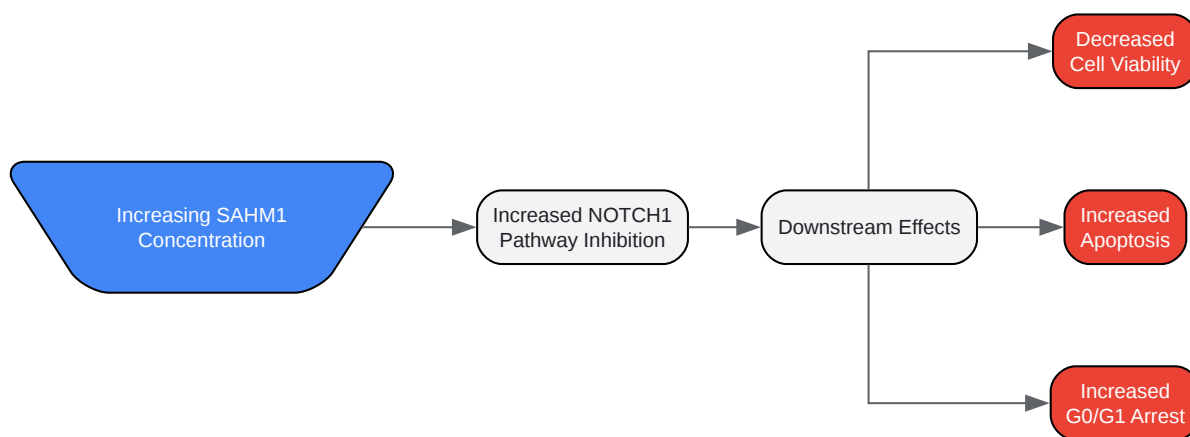 Increasing SAHM1
Concentration
Increased NOTCH1
Pathway Inhibition
Downstream Effects
Decreased
Cell Viability
Increased
Apoptosis
Increased
G0/G1 Arrest